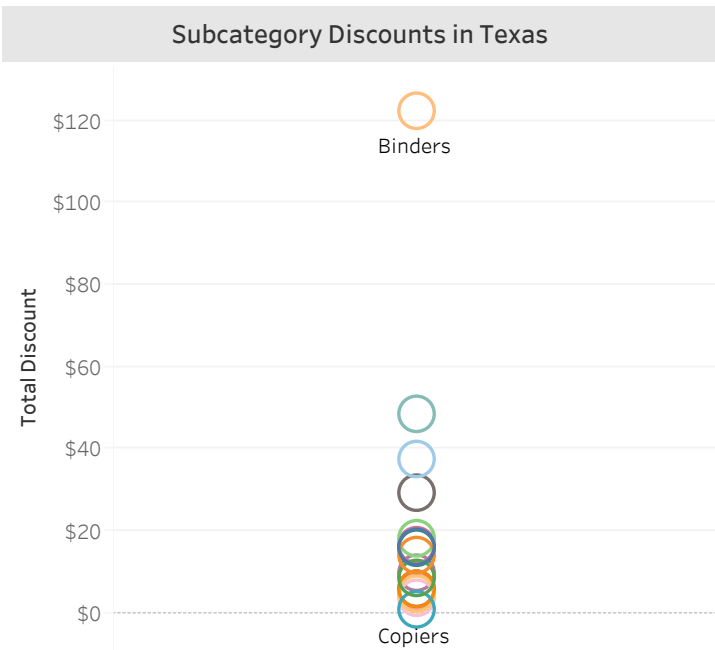 Subcategory Discounts in Texas
$120
Binders
$100
$80
Total Discount
$60
$40
$20
$0
Copiers